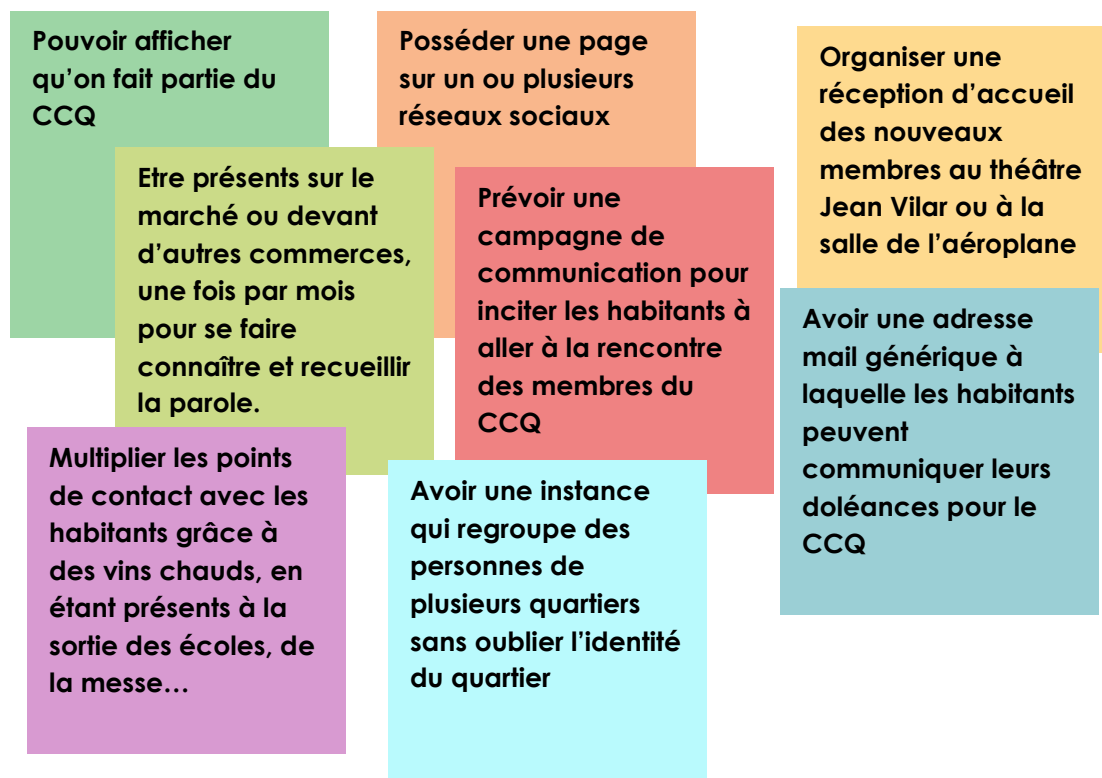 Pouvoir afficher
qu’on fait partie du
CCQ
Posséder une page
sur un ou plusieurs
réseaux sociaux
Organiser une
réception d’accueil
des nouveaux
membres au théâtre
Jean Vilar ou à la
salle de l’aéroplane
Etre présents sur le
marché ou devant
d’autres commerces,
une fois par mois
pour se faire
connaître et recueillir
la parole.
Prévoir une
campagne de
communication pour
inciter les habitants à
aller à la rencontre
des membres du
CCQ
Avoir une adresse
mail générique à
laquelle les habitants
peuvent
communiquer leurs
doléances pour le
CCQ
Multiplier les points
de contact avec les
habitants grâce à
des vins chauds, en
étant présents à la
sortie des écoles, de
la messe…
Avoir une instance
qui regroupe des
personnes de
plusieurs quartiers
sans oublier l’identité
du quartier